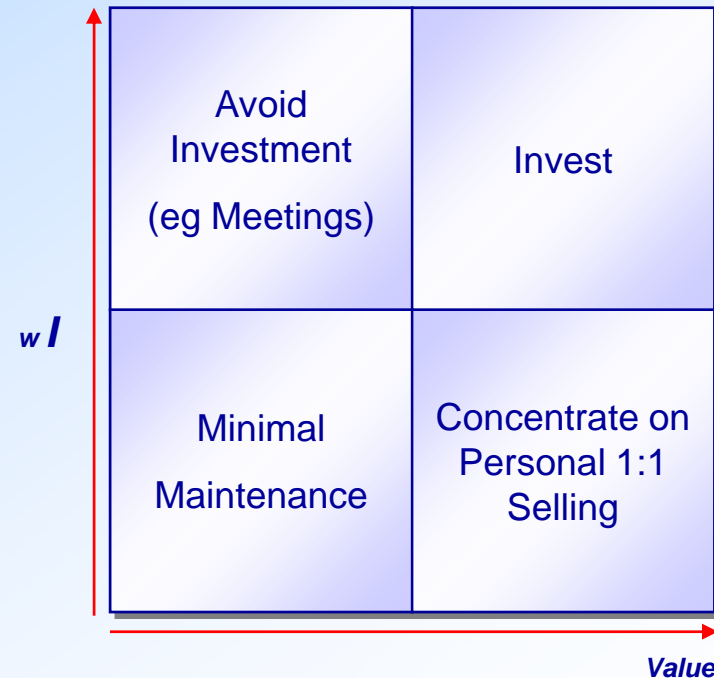 Avoid
Investment
(eg Meetings)
Invest
w I
Minimal
Maintenance
Concentrate on
Personal 1:1
Selling
Value